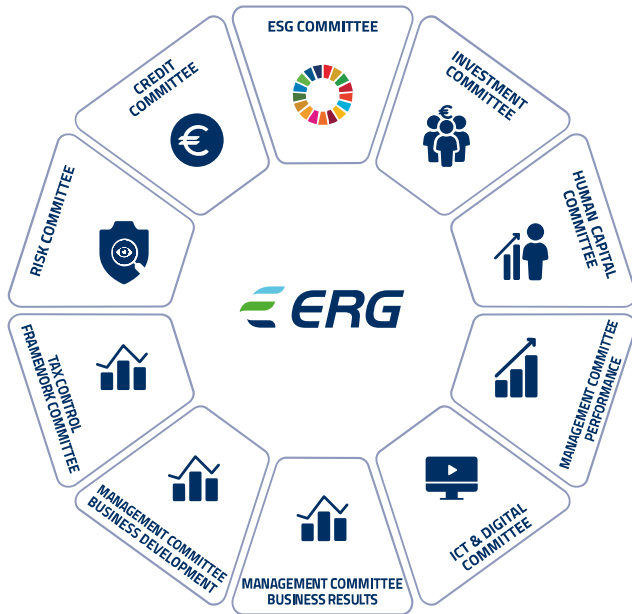 ESG COMMITTEE
INVESTMENT
COMMITTEE
HUMAN CAPITAL
COMMITTEE
MANAGEMENT COMMITTEE
PERFORMANCE
ICT & DIGITAL
COMMITTEE
MANAGEMENT COMMITTEE
BUSINESS RESULTS
MANAGEMENT COMMITTEE
BUSINESS DEVELOPMENT
TAX CONTROL
FRAMEWORK COMMITTEE
RISK COMMITTEE
CREDIT
COMMITTEE
€
€
ERG